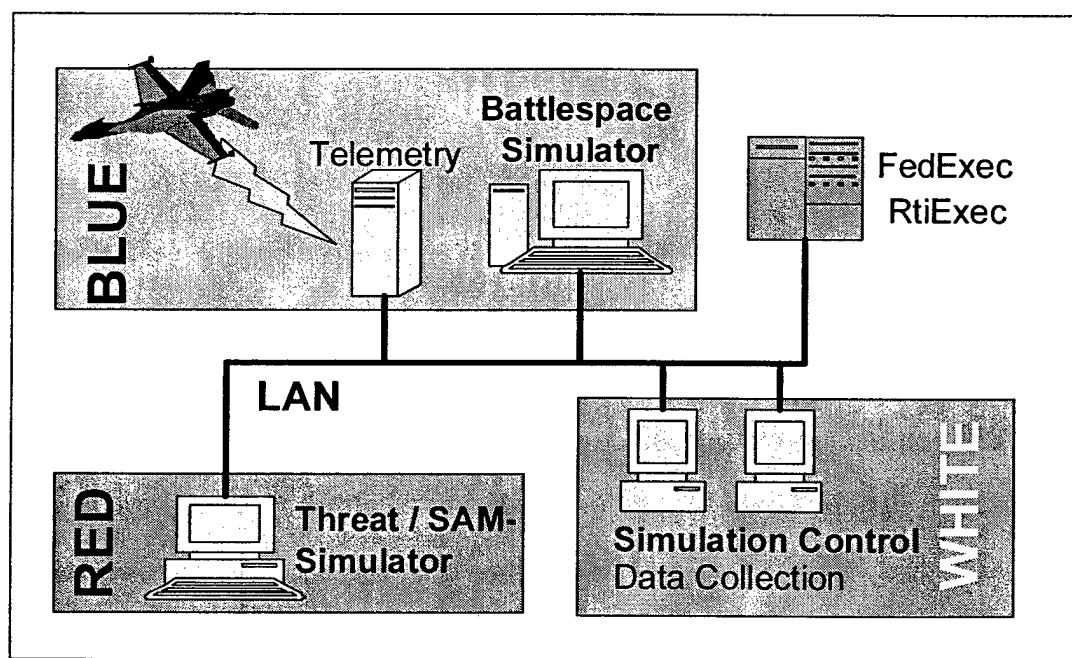 BLUE
Telemetry
Battlespace
Simulator
FedExec
RtiExec
LAN
RED
Threat / SAM-
Simulator
Simulation Control
Data Collection
WHITE